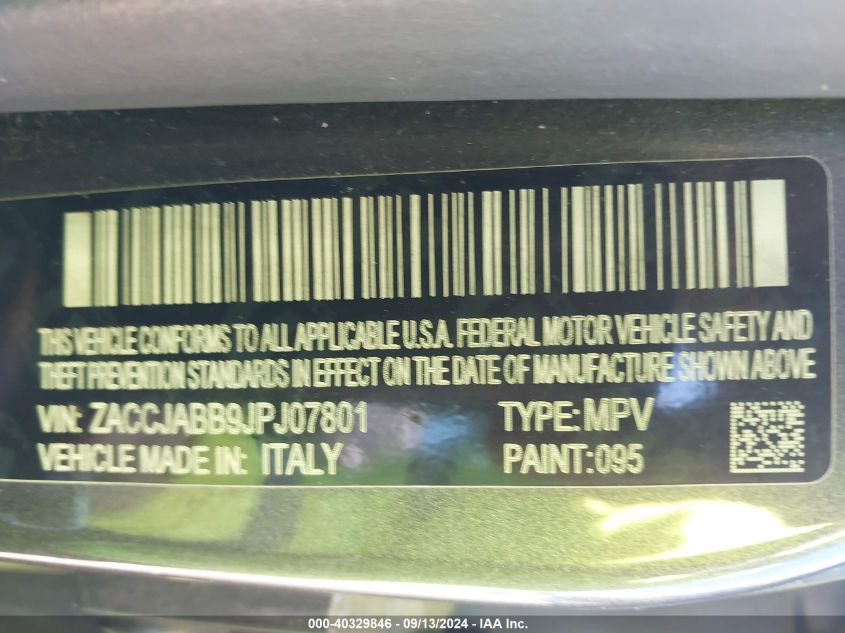 THIS VEHICLE CONFORMS TO ALL APPLICABLE U.S.A. FEDERAL MOTOR VEHICLE SAFETY AND
THEFT PREVENTION STANDARDS IN EFFECT ON THE DATE OF MANUFACTURE SHOWN ABOVE
VIN: ZACCJABB9JPJ07801 TYPE: MPV
VEHICLE MADE IN: ITALY PAINT: 095
000-40329846 - 09/13/2024 - IAA, Inc.